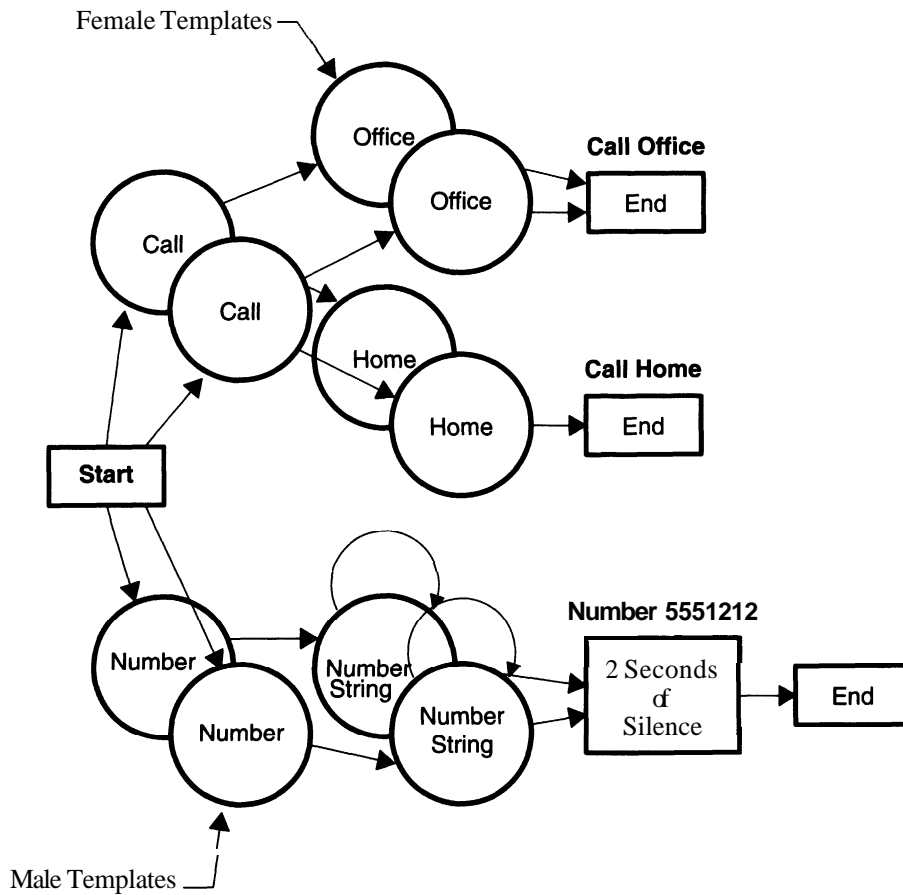 Female Templates
Office
Call Office
Office
End
Call
Call
Home
Call Home
Home
End
Start
Number 5551212
Number
Number
String
2 Seconds
of
Silence
End
Number
Number
String
Male Templates